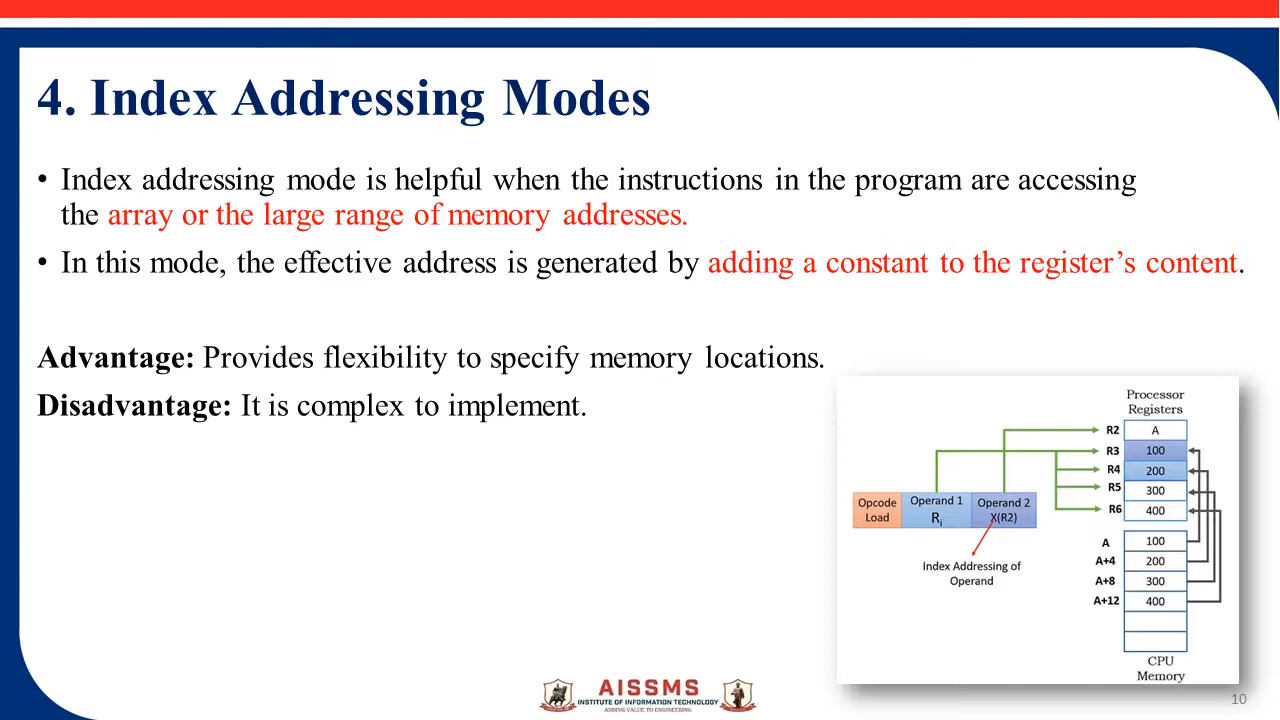 4. Index Addressing Modes
• Index addressing mode is helpful when the instructions in the program are accessing
the array or the large range of memory addresses.
• In this mode, the effective address is generated by adding a constant to the register’s content.
Advantage: Provides flexibility to specify memory locations.
Disadvantage: It is complex to implement.
Processor
Registers
R2 A
R3 100
R4 200
R5 300
R6 400
Opcode
Load
Operand 1
Ri
Operand 2
X(R2)
Index Addressing of
Operand
A 100
A+4 200
A+8 300
A+12 400
CPU
Memory
AISSMS
INSTITUTE OF INFORMATION TECHNOLOGY
ADDING VALUE TO ENGINEERING
10